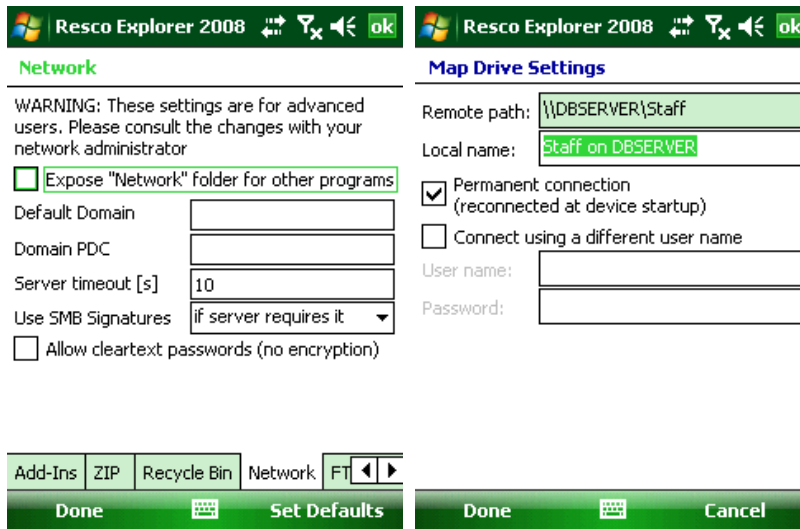 Resco Explorer 2008 ok
Network
WARNING: These settings are for advanced
users. Please consult the changes with your
network administrator
Expose "Network" folder for other programs
Default Domain
Domain PDC
Server timeout [s] 10
Use SMB Signatures if server requires it
Allow cleartext passwords (no encryption)
Add-Ins ZIP Recycle Bin Network FT
Done Set Defaults
Resco Explorer 2008 ok
Map Drive Settings
Remote path: \\DBSERVER\Staff
Local name: Staff on DBSERVER
Permanent connection
(reconnected at device startup)
Connect using a different user name
User name:
Password:
Done Cancel